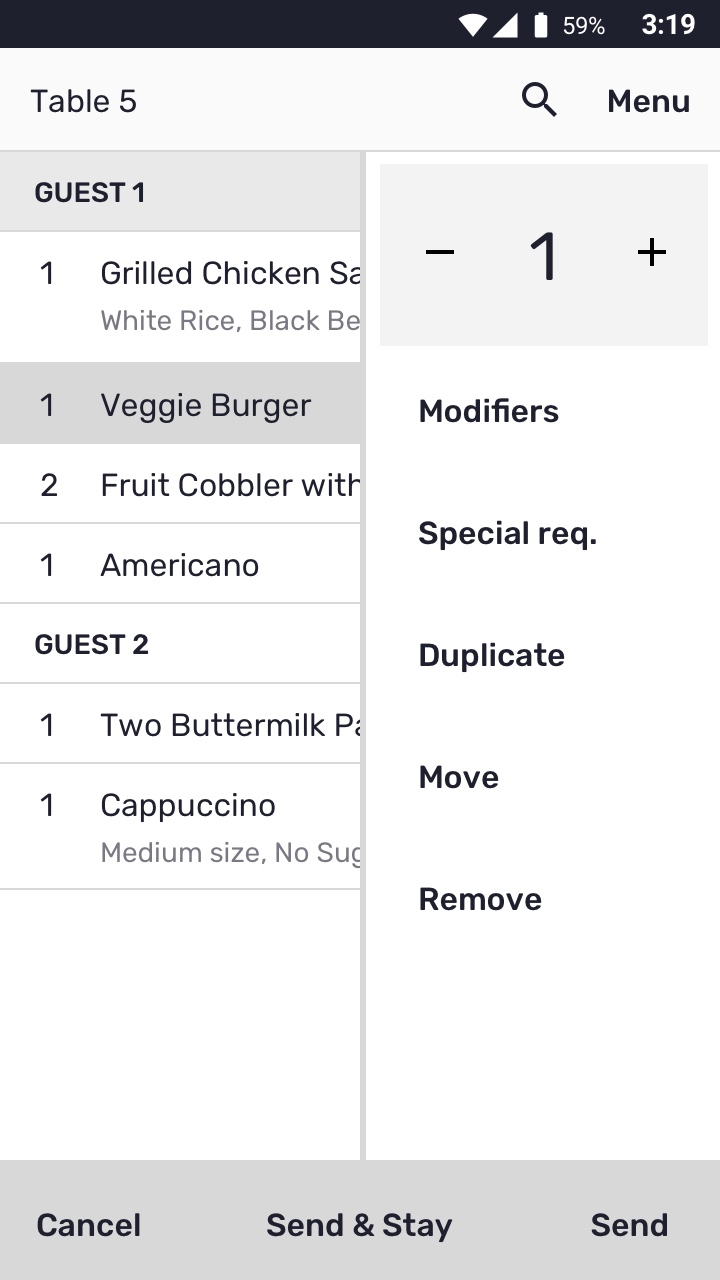 59% 3:19
Table 5 Menu
GUEST 1
1 Grilled Chicken Sa
White Rice, Black Be
1 Veggie Burger
2 Fruit Cobbler with
1 Americano
GUEST 2
1 Two Buttermilk Pa
1 Cappuccino
Medium size, No Sug
− 1 +
Modifiers
Special req.
Duplicate
Move
Remove
Cancel Send & Stay Send